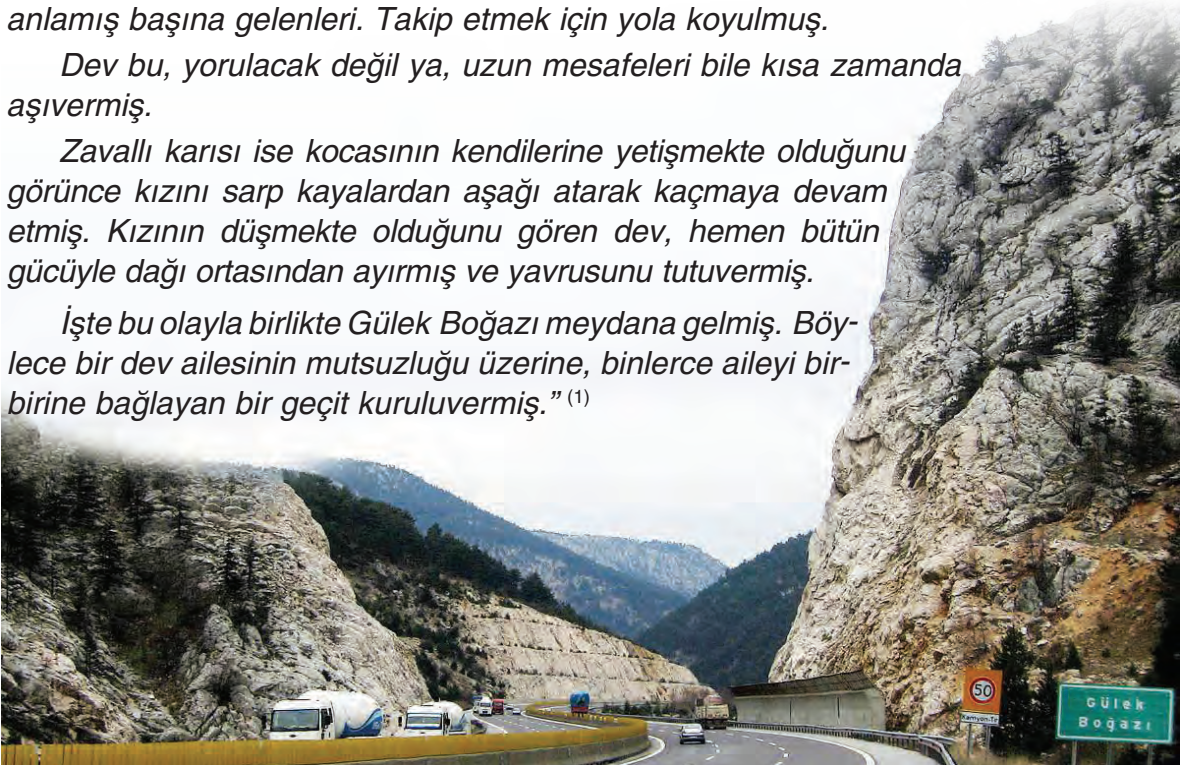 anlamış başına gelenleri. Takip etmek için yola koyulmuş.
Dev bu, yorulacak değil ya, uzun mesafeleri bile kısa zamanda
aşıvermiş.
Zavallı karısı ise kocasının kendilerine yetişmekte olduğunu
görünce kızını sarp kayalardan aşağı atarak kaçmaya devam
etmiş. Kızının düşmekte olduğunu gören dev, hemen bütün
gücüyle dağı ortasından ayırmış ve yavrusunu tutuvermiş.
İşte bu olayla birlikte Gülek Boğazı meydana gelmiş. Böy-
lece bir dev ailesinin mutsuzluğu üzerine, binlerce aileyi bir-
birine bağlayan bir geçit kuruluvermiş.” (1)
50
Kamyon-Tır
Gülek
Boğazı